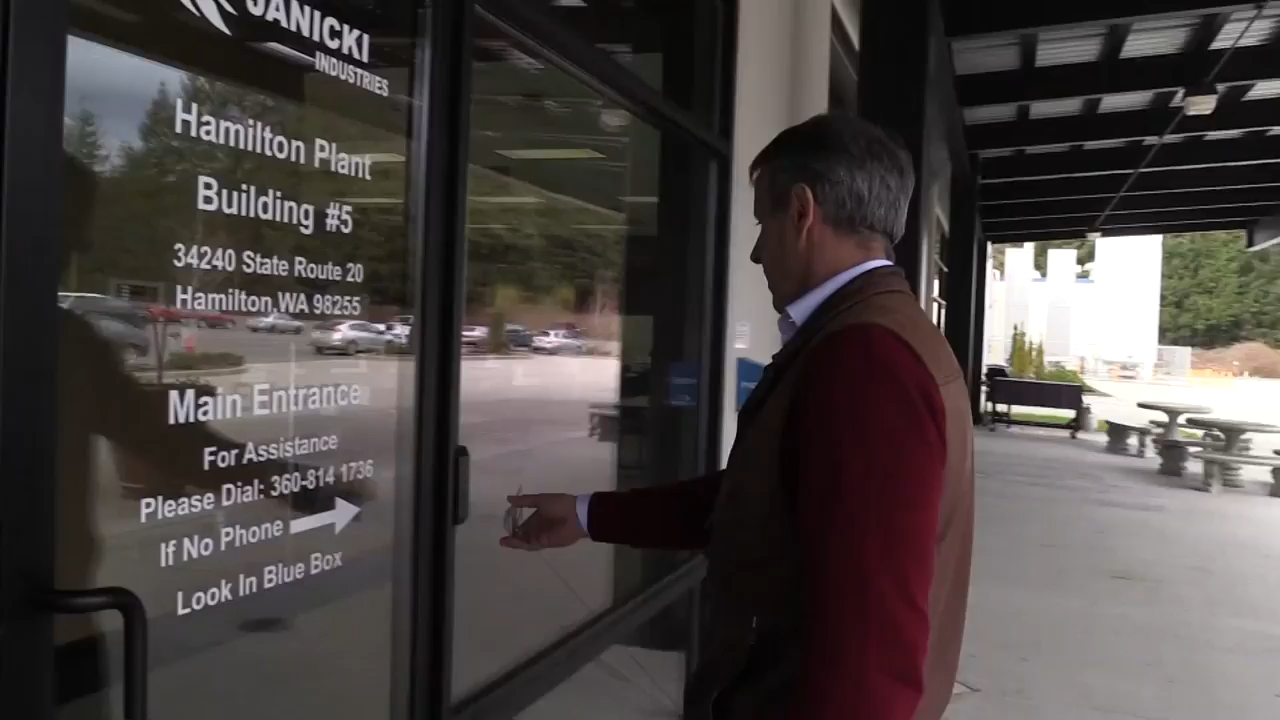 JANICKI
INDUSTRIES
Hamilton Plant
Building #5
34240 State Route 20
Hamilton,WA 98255
Main Entrance
For Assistance
Please Dial: 360-814 1736
If No Phone
Look In Blue Box